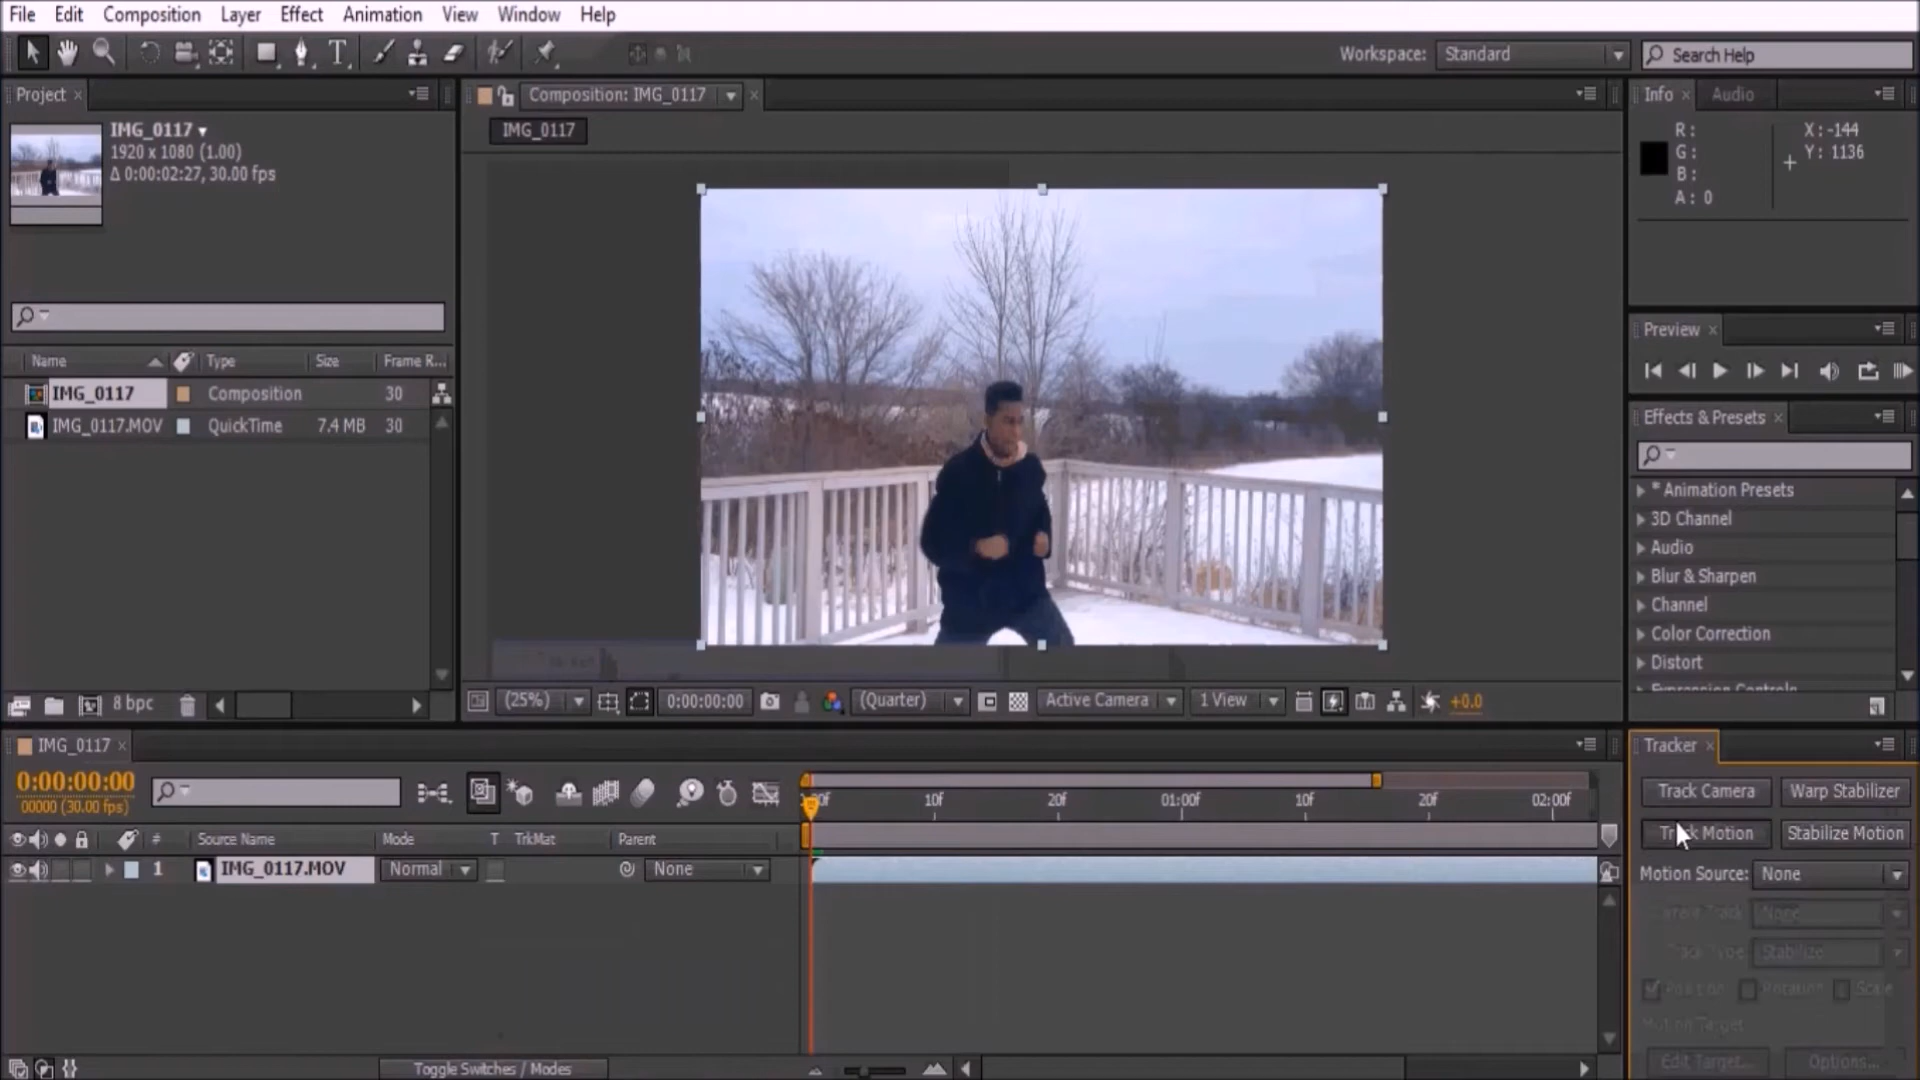 File Edit Composition Layer Effect Animation View Window Help
Workspace: Standard Search Help
Project × Composition: IMG_0117 × Info × Audio
IMG_0117
1920 x 1080 (1.00)
Δ 0:00:02:27, 30.00 fps
IMG_0117
R: X: -144
G: Y: 1136
B:
A: 0
Preview ×
Name Type Size Frame R...
IMG_0117 Composition 30
IMG_0117.MOV QuickTime 7.4 MB 30
Effects & Presets ×
* Animation Presets
3D Channel
Audio
Blur & Sharpen
Channel
Color Correction
Distort
Expression Controls
8 bpc
(25%) 0:00:00:00 (Quarter) Active Camera 1 View +0.0
IMG_0117 ×
0:00:00:00
00000 (30.00 fps)
10f 20f 01:00f 10f 20f 02:00f
# Source Name Mode T TrkMat Parent
1 IMG_0117.MOV Normal None
Toggle Switches / Modes
Tracker ×
Track Camera Warp Stabilizer
Track Motion Stabilize Motion
Motion Source: None
None
Track Type: Stabilize
Position Rotation Scale
Motion Target
Edit Target... Options...